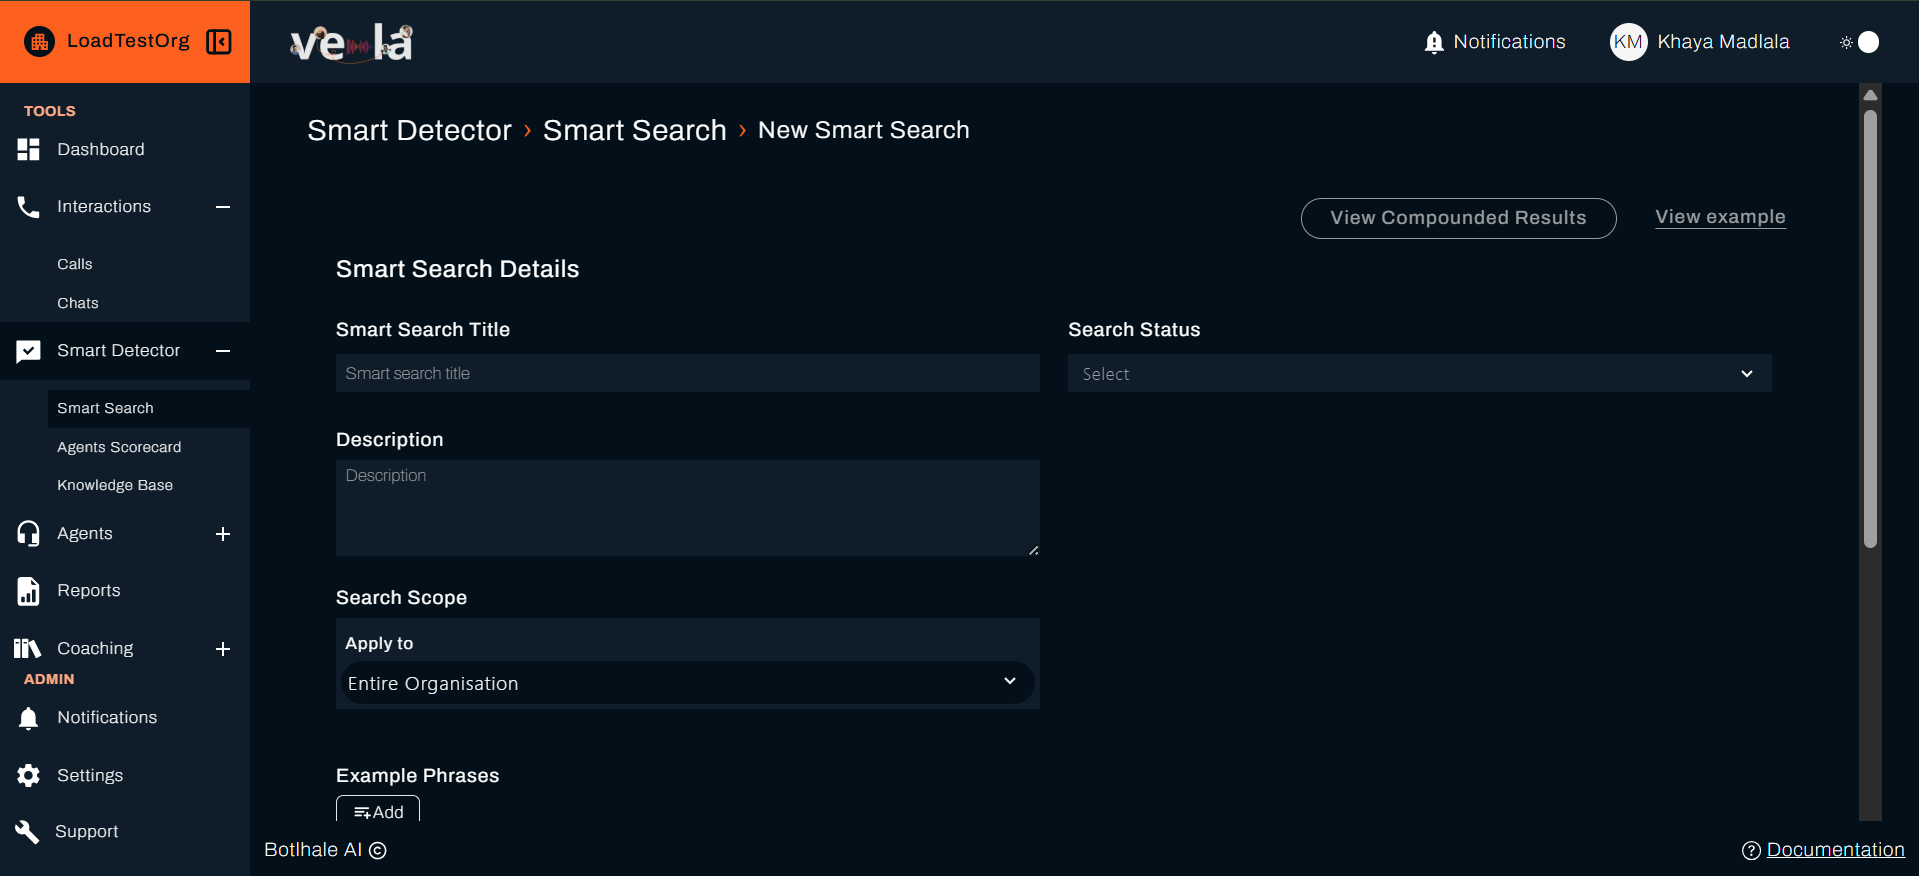 LoadTestOrg
vela
Notifications
KM Khaya Madlala
TOOLS
Dashboard
Interactions
Calls
Chats
Smart Detector
Smart Search
Agents Scorecard
Knowledge Base
Agents
Reports
Coaching
ADMIN
Notifications
Settings
Support
Smart Detector › Smart Search › New Smart Search
View Compounded Results
View example
Smart Search Details
Smart Search Title
Smart search title
Search Status
Select
Description
Description
Search Scope
Apply to
Entire Organisation
Example Phrases
Add
Botlhale AI ©
Documentation